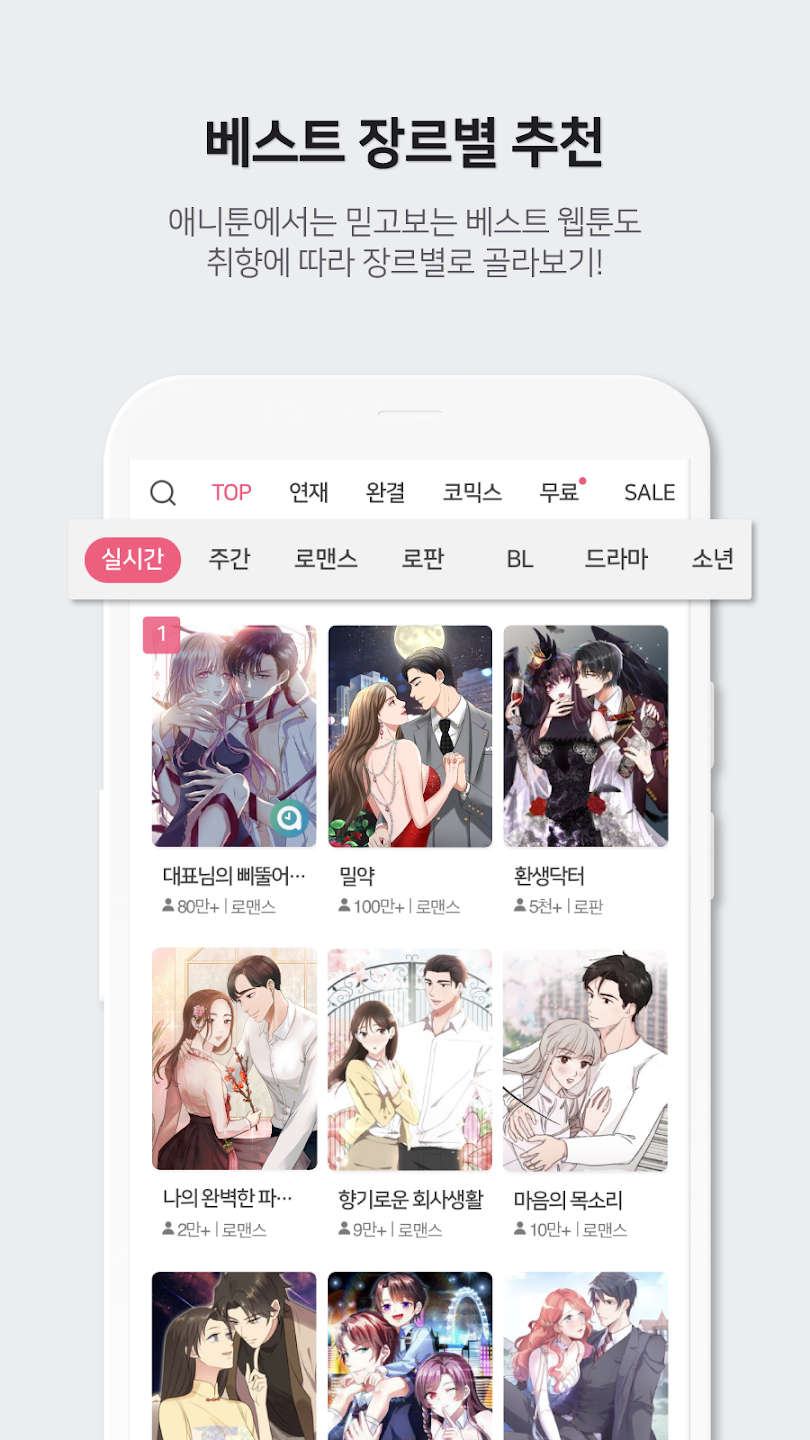 베스트 장르별 추천
애니툰에서는 믿고보는 베스트 웹툰도
취향에 따라 장르별로 골라보기!
TOP 연재 완결 코믹스 무료 SALE
실시간 주간 로맨스 로판 BL 드라마 소년
1
대표님의 삐뚤어… 밀약 환생닥터
80만+ | 로맨스 100만+ | 로맨스 5천+ | 로판
나의 완벽한 파… 향기로운 회사생활 마음의 목소리
2만+ | 로맨스 9만+ | 로맨스 10만+ | 로맨스